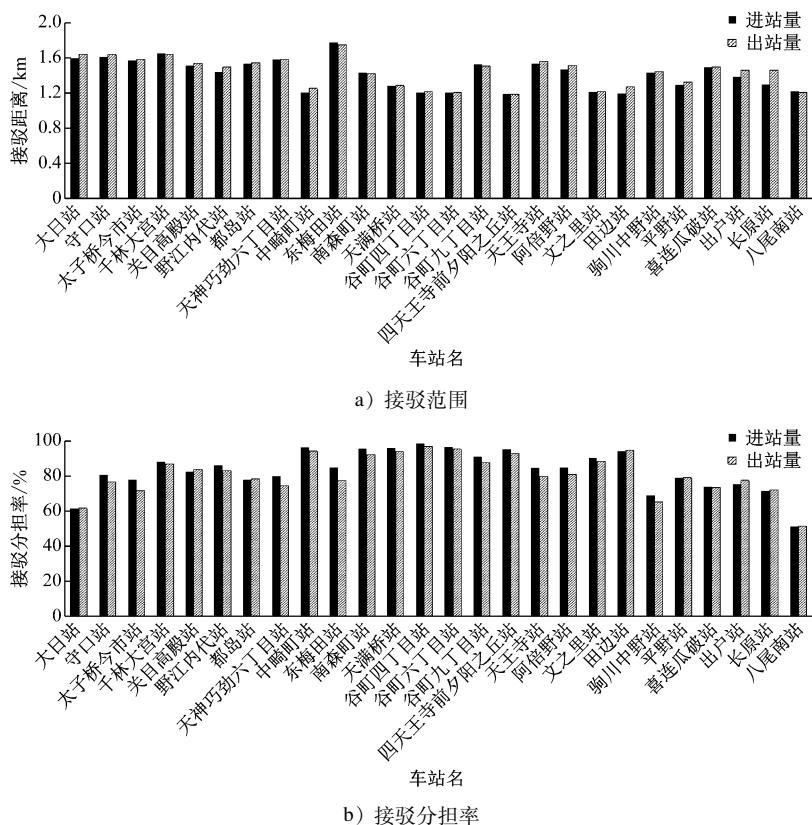 2.0
1.6
1.2
0.8
0.4
0
接驳距离/km
进站量
出站量
大日站
守口站
太子桥今市站
千林大宫站
关目高殿站
野江内代站
都岛站
天神巧劲六丁目站
中崎町站
东梅田站
南森町站
天满桥站
谷町四丁目站
谷町六丁目站
谷町九丁目站
四天王寺前夕阳之丘站
天王寺站
阿倍野站
文之里站
田边站
驹川中野站
平野站
喜连瓜破站
出户站
长原站
八尾南站
车站名
a）接驳范围
100
80
60
40
20
0
接驳分担率/%
进站量
出站量
大日站
守口站
太子桥今市站
千林大宫站
关目高殿站
野江内代站
都岛站
天神巧劲六丁目站
中崎町站
东梅田站
南森町站
天满桥站
谷町四丁目站
谷町六丁目站
谷町九丁目站
四天王寺前夕阳之丘站
天王寺站
阿倍野站
文之里站
田边站
驹川中野站
平野站
喜连瓜破站
出户站
长原站
八尾南站
车站名
b）接驳分担率